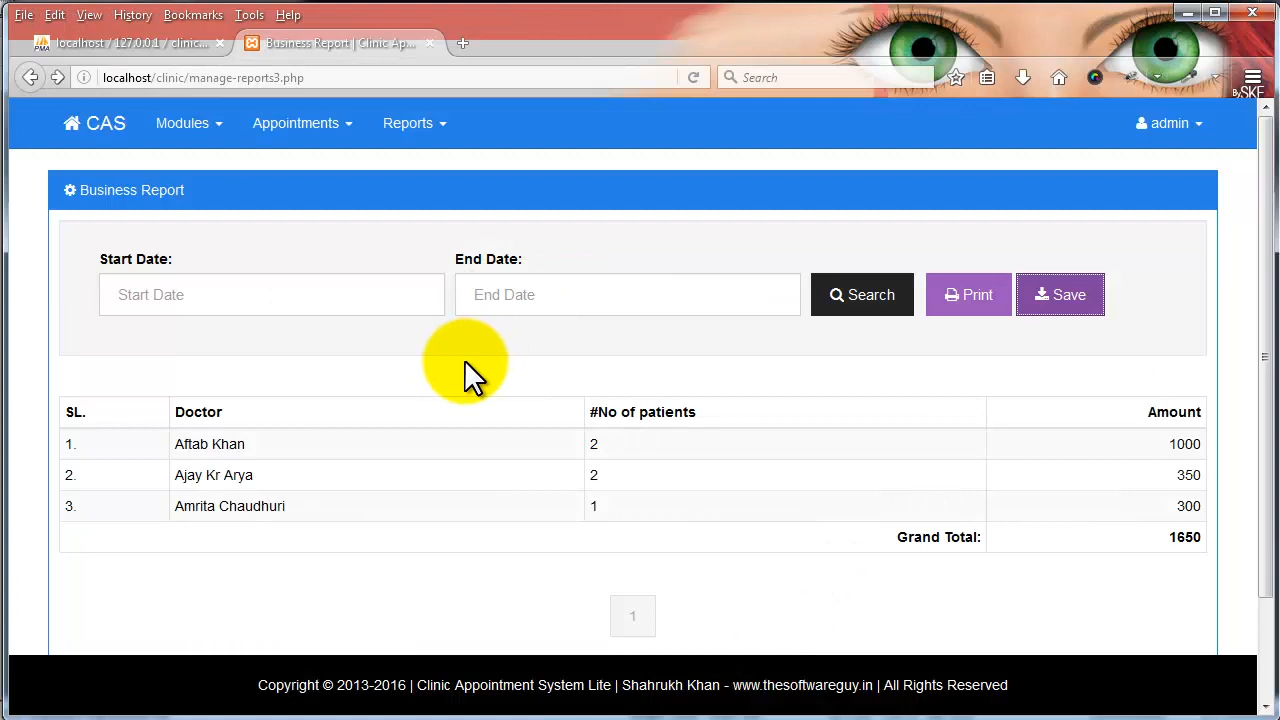 File Edit View History Bookmarks Tools Help
localhost / 127.0.0.1 / clinic... Business Report | Clinic Ap...
localhost/clinic/manage-reports3.php Search
By SKE
CAS Modules Appointments Reports admin
Business Report
Start Date: End Date:
Start Date End Date Search Print Save
SL. Doctor #No of patients Amount
1. Aftab Khan 2 1000
2. Ajay Kr Arya 2 350
3. Amrita Chaudhuri 1 300
Grand Total: 1650
1
Copyright © 2013-2016 | Clinic Appointment System Lite | Shahrukh Khan - www.thesoftwareguy.in | All Rights Reserved